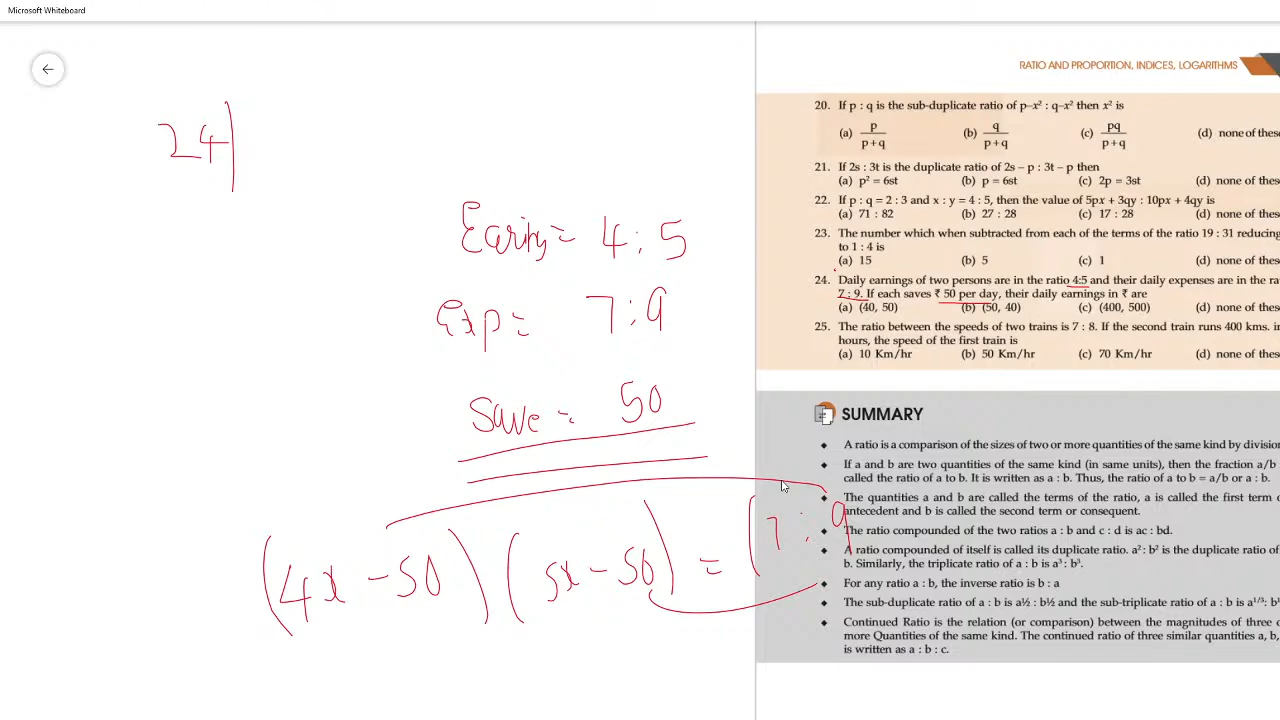 Microsoft Whiteboard
24
Earing = 4 : 5
Exp = 7 : 9
Save = 50
(4x - 50) (5x - 50) = (7 : 9
RATIO AND PROPORTION, INDICES, LOGARITHMS
20. If p : q is the sub-duplicate ratio of p–x² : q–x² then x² is
(a) p/p+q (b) q/p+q (c) pq/p+q (d) none of these
21. If 2s : 3t is the duplicate ratio of 2s – p : 3t – p then
(a) p² = 6st (b) p = 6st (c) 2p = 3st (d) none of these
22. If p : q = 2 : 3 and x : y = 4 : 5, then the value of 5px + 3qy : 10px + 4qy is
(a) 71 : 82 (b) 27 : 28 (c) 17 : 28 (d) none of thes
23. The number which when subtracted from each of the terms of the ratio 19 : 31 reducing
to 1 : 4 is
(a) 15 (b) 5 (c) 1 (d) none of thes
24. Daily earnings of two persons are in the ratio 4:5 and their daily expenses are in the ra
7 : 9. If each saves ₹ 50 per day, their daily earnings in ₹ are
(a) (40, 50) (b) (50, 40) (c) (400, 500) (d) none of thes
25. The ratio between the speeds of two trains is 7 : 8. If the second train runs 400 kms. in
hours, the speed of the first train is
(a) 10 Km/hr (b) 50 Km/hr (c) 70 Km/hr (d) none of thes
SUMMARY
A ratio is a comparison of the sizes of two or more quantities of the same kind by divisio
If a and b are two quantities of the same kind (in same units), then the fraction a/b
called the ratio of a to b. It is written as a : b. Thus, the ratio of a to b = a/b or a : b.
The quantities a and b are called the terms of the ratio, a is called the first term o
antecedent and b is called the second term or consequent.
The ratio compounded of the two ratios a : b and c : d is ac : bd.
A ratio compounded of itself is called its duplicate ratio. a² : b² is the duplicate ratio of
b. Similarly, the triplicate ratio of a : b is a³ : b³.
For any ratio a : b, the inverse ratio is b : a
The sub-duplicate ratio of a : b is a½ : b½ and the sub-triplicate ratio of a : b is a¹/³ : b¹
Continued Ratio is the relation (or comparison) between the magnitudes of three o
more Quantities of the same kind. The continued ratio of three similar quantities a, b,
is written as a : b : c.